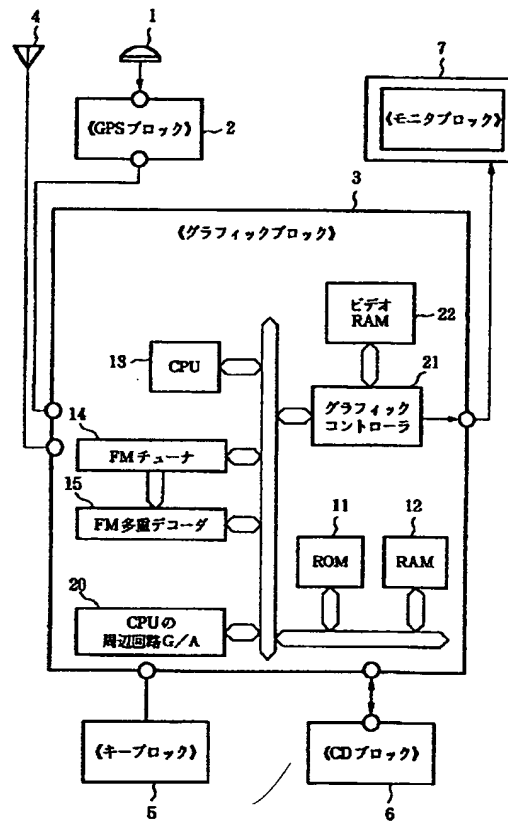 4
1
7
《GPSブロック》
2
《モニタブロック》
3
《グラフィックブロック》
ビデオ
RAM
22
13
CPU
21
グラフィック
コントローラ
14
FMチューナ
15
FM多重デコーダ
11
12
ROM
RAM
20
CPUの
周辺回路G/A
《キーブロック》
《CDブロック》
5
6